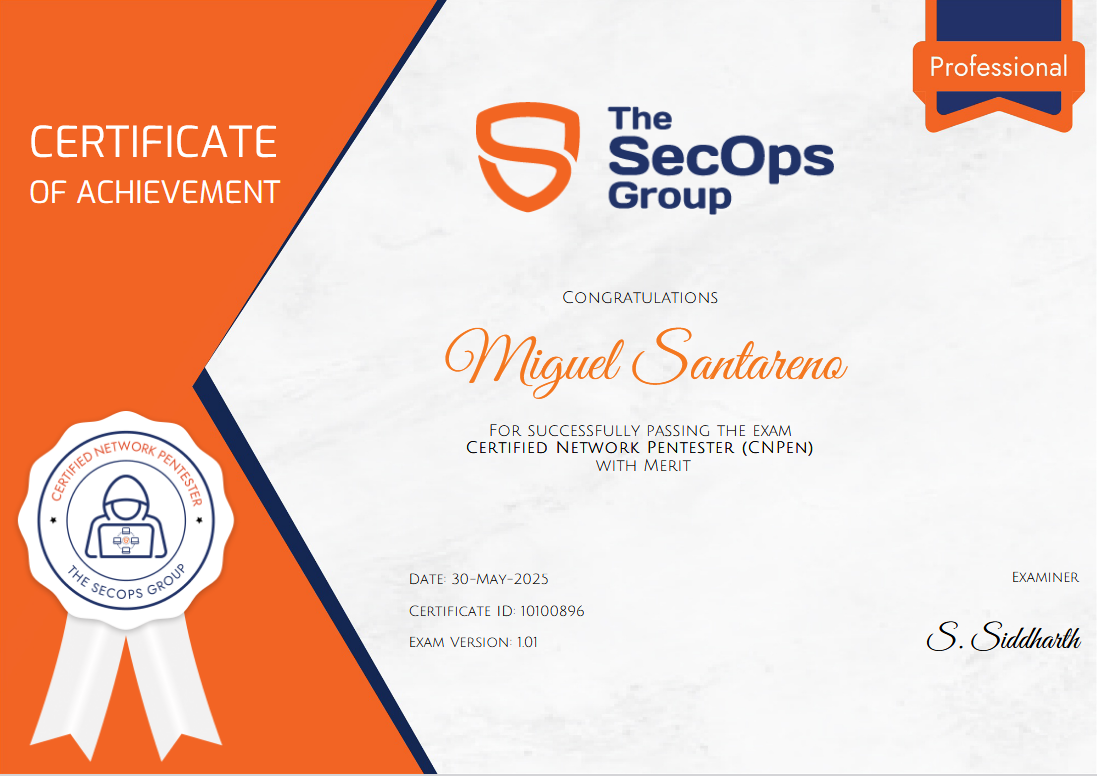 Professional
CERTIFICATE
OF ACHIEVEMENT
The
SecOps
Group
Congratulations
Miguel Santareno
For successfully passing the exam
Certified Network Pentester (CNPen)
with Merit
CERTIFIED NETWORK PENTESTER
THE SECOPS GROUP
Date: 30-May-2025
Certificate ID: 10100896
Exam Version: 1.01
Examiner
S. Siddharth